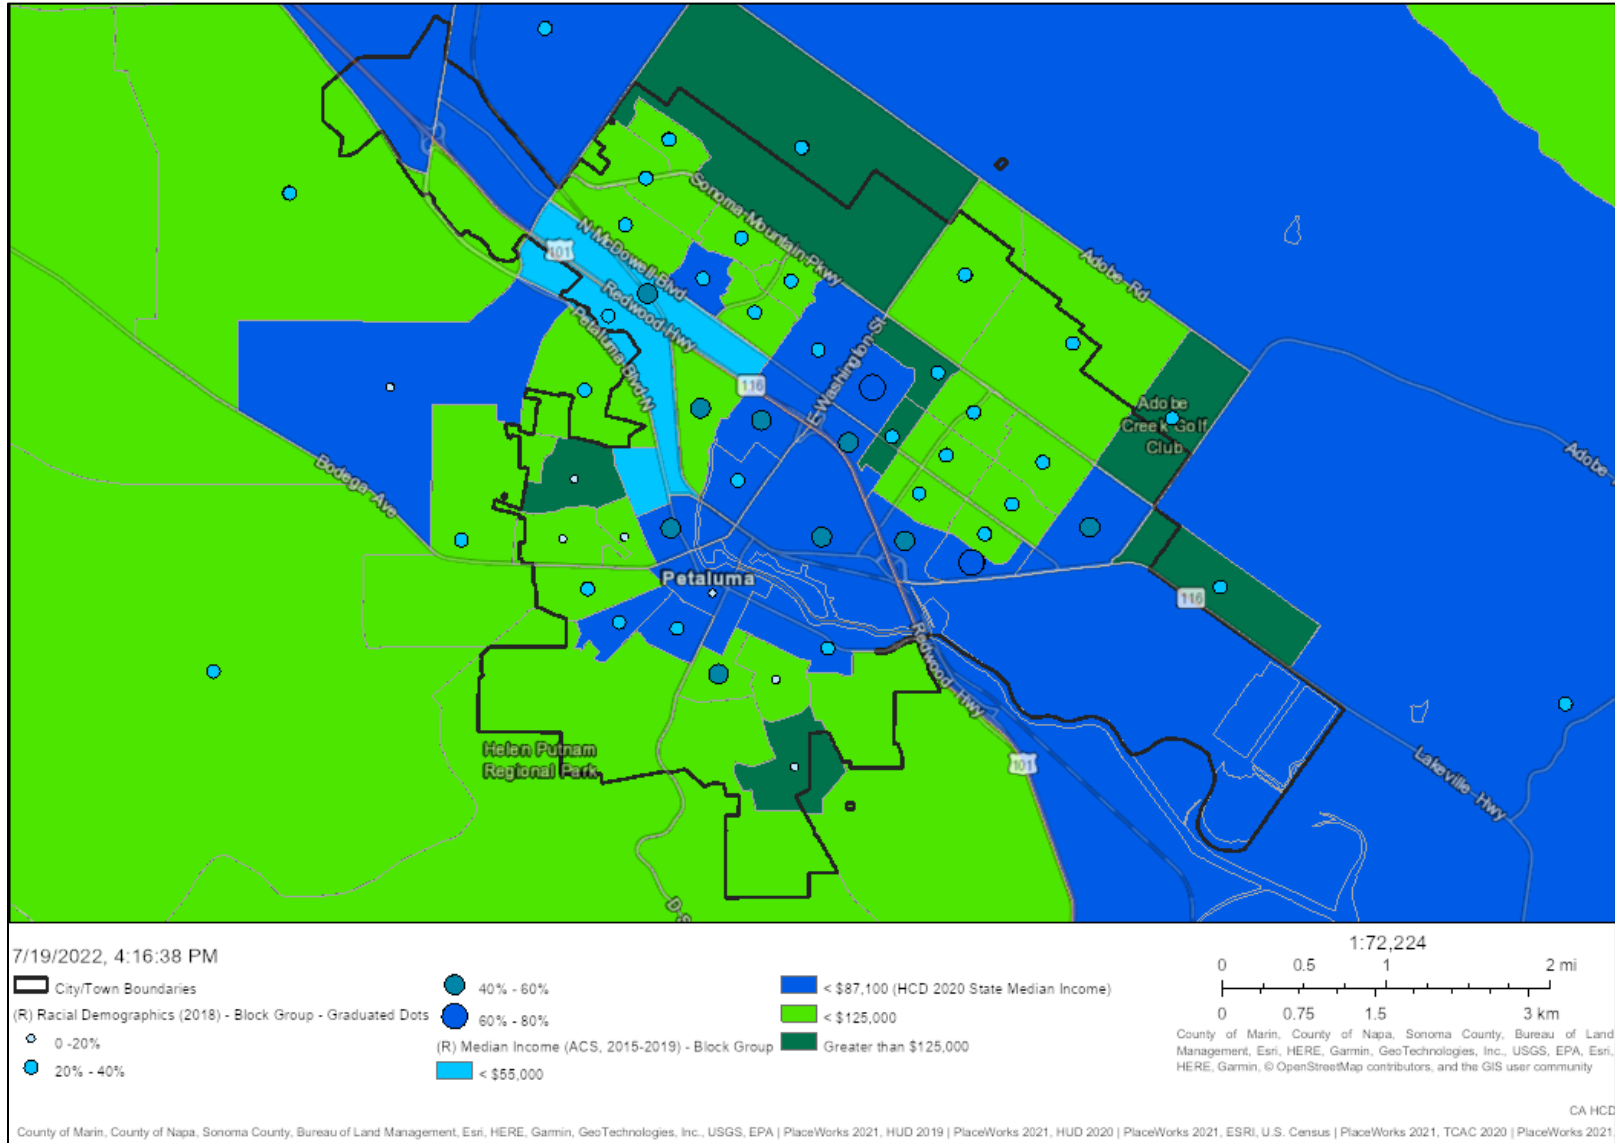 Sonoma-Mountain-Pkwy
N McDowell-Blvd
101
Redwood-Hwy
Petaluma-Blvd-N
116
E-Washington-St
Adobe Rd
Adobe
Creek Golf
Club
Adobe
Bodega-Ave
Petaluma
116
Redwood-Hwy
Helen Putnam
Regional Park
101
Lakeville-Hwy
7/19/2022, 4:16:38 PM
City/Town Boundaries
(R) Racial Demographics (2018) - Block Group - Graduated Dots
0 -20%
20% - 40%
40% - 60%
60% - 80%
(R) Median Income (ACS, 2015-2019) - Block Group
< $55,000
< $87,100 (HCD 2020 State Median Income)
< $125,000
Greater than $125,000
1:72,224
0 0.5 1 2 mi
0 0.75 1.5 3 km
County of Marin, County of Napa, Sonoma County, Bureau of Land
Management, Esri, HERE, Garmin, GeoTechnologies, Inc., USGS, EPA, Esri,
HERE, Garmin, © OpenStreetMap contributors, and the GIS user community
CA HCD
County of Marin, County of Napa, Sonoma County, Bureau of Land Management, Esri, HERE, Garmin, GeoTechnologies, Inc., USGS, EPA | PlaceWorks 2021, HUD 2019 | PlaceWorks 2021, HUD 2020 | PlaceWorks 2021, ESRI, U.S. Census | PlaceWorks 2021, TCAC 2020 | PlaceWorks 2021